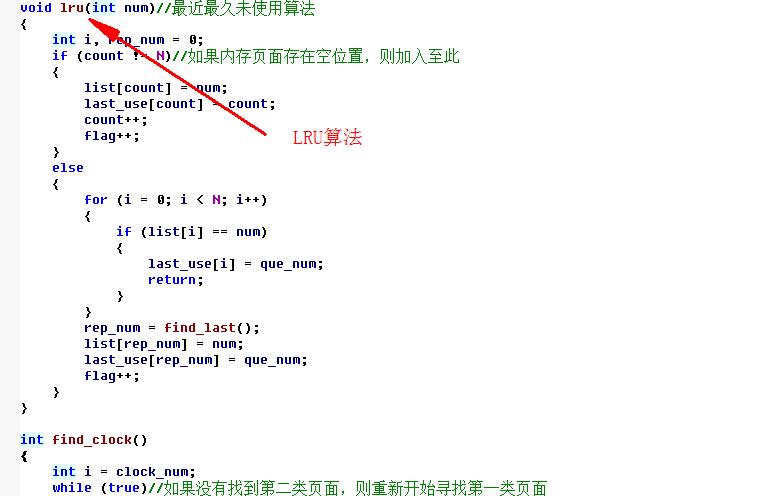 void lru(int num)//最近最久未使用算法
{
int i, rep_num = 0;
if (count != N)//如果内存页面存在空位置，则加入至此
{
list[count] = num;
last_use[count] = count;
count++;
flag++;
}
LRU算法
else
{
for (i = 0; i < N; i++)
{
if (list[i] == num)
{
last_use[i] = que_num;
return;
}
}
rep_num = find_last();
list[rep_num] = num;
last_use[rep_num] = que_num;
flag++;
}
}
int find_clock()
{
int i = clock_num;
while (true)//如果没有找到第二类页面，则重新开始寻找第一类页面